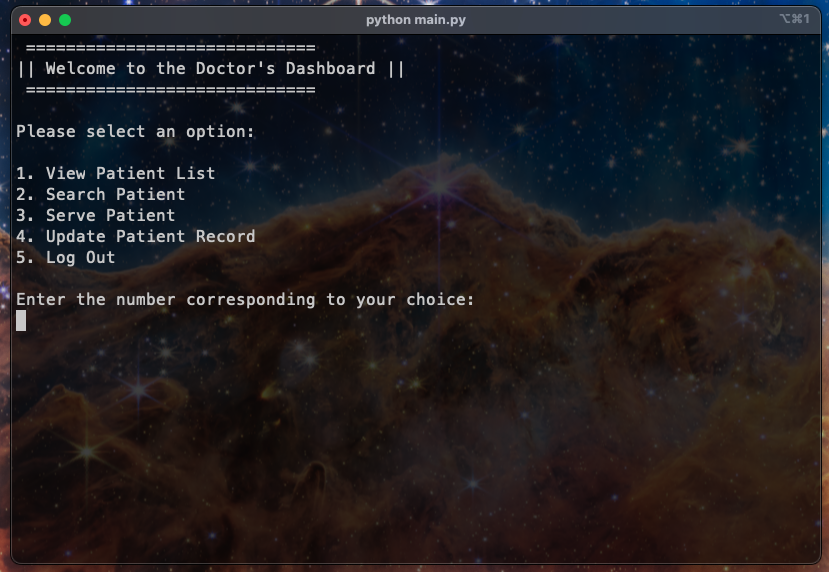 python main.py
⌥⌘1
=============================
|| Welcome to the Doctor's Dashboard ||
=============================
Please select an option:
1. View Patient List
2. Search Patient
3. Serve Patient
4. Update Patient Record
5. Log Out
Enter the number corresponding to your choice: